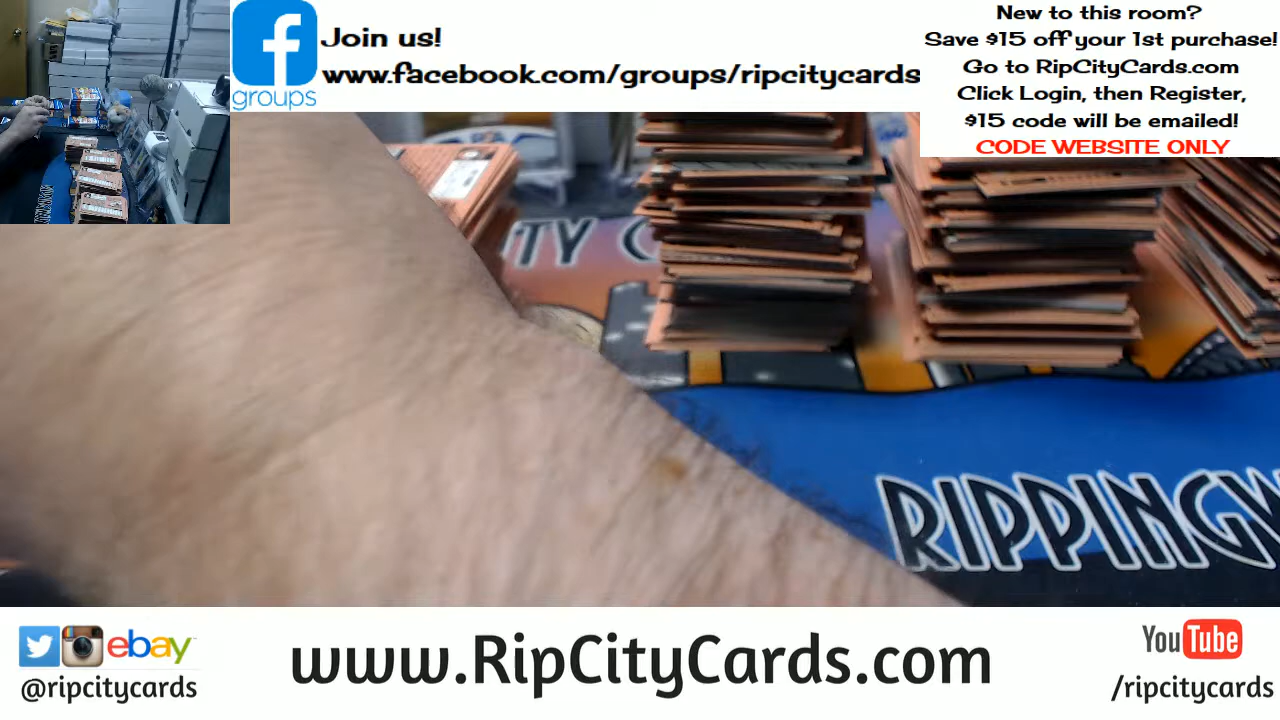 f
groups
Join us!
www.facebook.com/groups/ripcitycards
New to this room?
Save $15 off your 1st purchase!
Go to RipCityCards.com
Click Login, then Register,
$15 code will be emailed!
CODE WEBSITE ONLY
ITY C
RIPPING
ebay
@ripcitycards
www.RipCityCards.com
YouTube
/ripcitycards